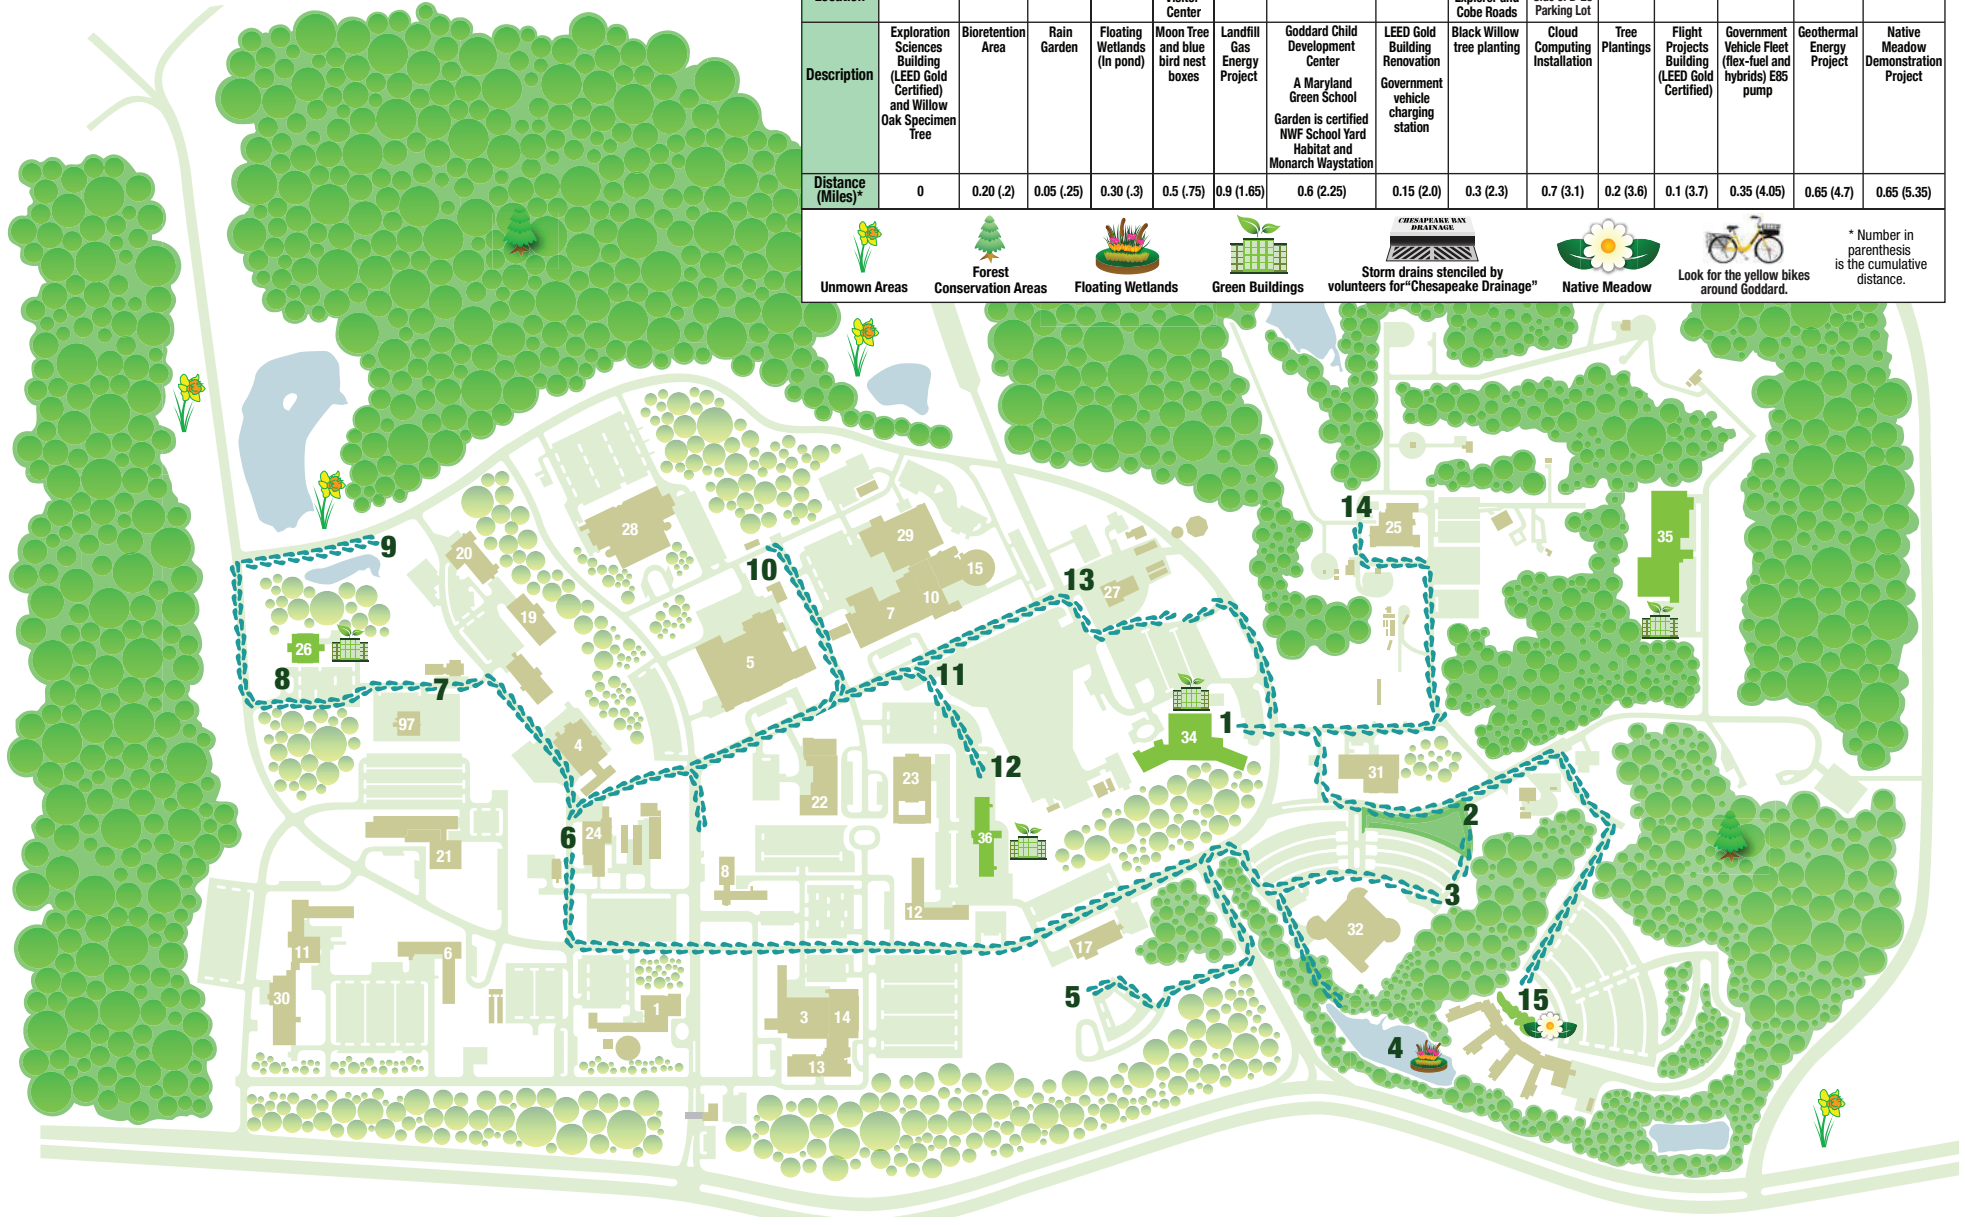 Visitor
Center
Explorer and
Cobe Roads
Parking Lot
Description
Exploration
Sciences
Building
(LEED Gold
Certified)
and Willow
Oak Specimen
Tree
Bioretention
Area
Rain
Garden
Floating
Wetlands
(In pond)
Moon Tree
and blue
bird nest
boxes
Landfill
Gas
Energy
Project
Goddard Child
Development
Center
A Maryland
Green School
Garden is certified
NWF School Yard
Habitat and
Monarch Waystation
LEED Gold
Building
Renovation
Government
vehicle
charging
station
Black Willow
tree planting
Cloud
Computing
Installation
Tree
Plantings
Flight
Projects
Building
(LEED Gold
Certified)
Government
Vehicle Fleet
(flex-fuel and
hybrids) E85
pump
Geothermal
Energy
Project
Native
Meadow
Demonstration
Project
Distance
(Miles)*
0
0.20 (.2)
0.05 (.25)
0.30 (.3)
0.5 (.75)
0.9 (1.65)
0.6 (2.25)
0.15 (2.0)
0.3 (2.3)
0.7 (3.1)
0.2 (3.6)
0.1 (3.7)
0.35 (4.05)
0.65 (4.7)
0.65 (5.35)
Unmown Areas
Forest
Conservation Areas
Floating Wetlands
Green Buildings
CHESAPEAKE BAY
DRAINAGE
Storm drains stenciled by
volunteers for“Chesapeake Drainage”
Native Meadow
Look for the yellow bikes
around Goddard.
* Number in
parenthesis
is the cumulative
distance.
14
25
35
28
29
20
9
10
15
10
13
27
7
19
5
26
8
7
11
97
4
1
34
12
31
23
22
2
6
24
36
21
8
3
12
32
17
11
6
5
30
15
1
3
14
4
13